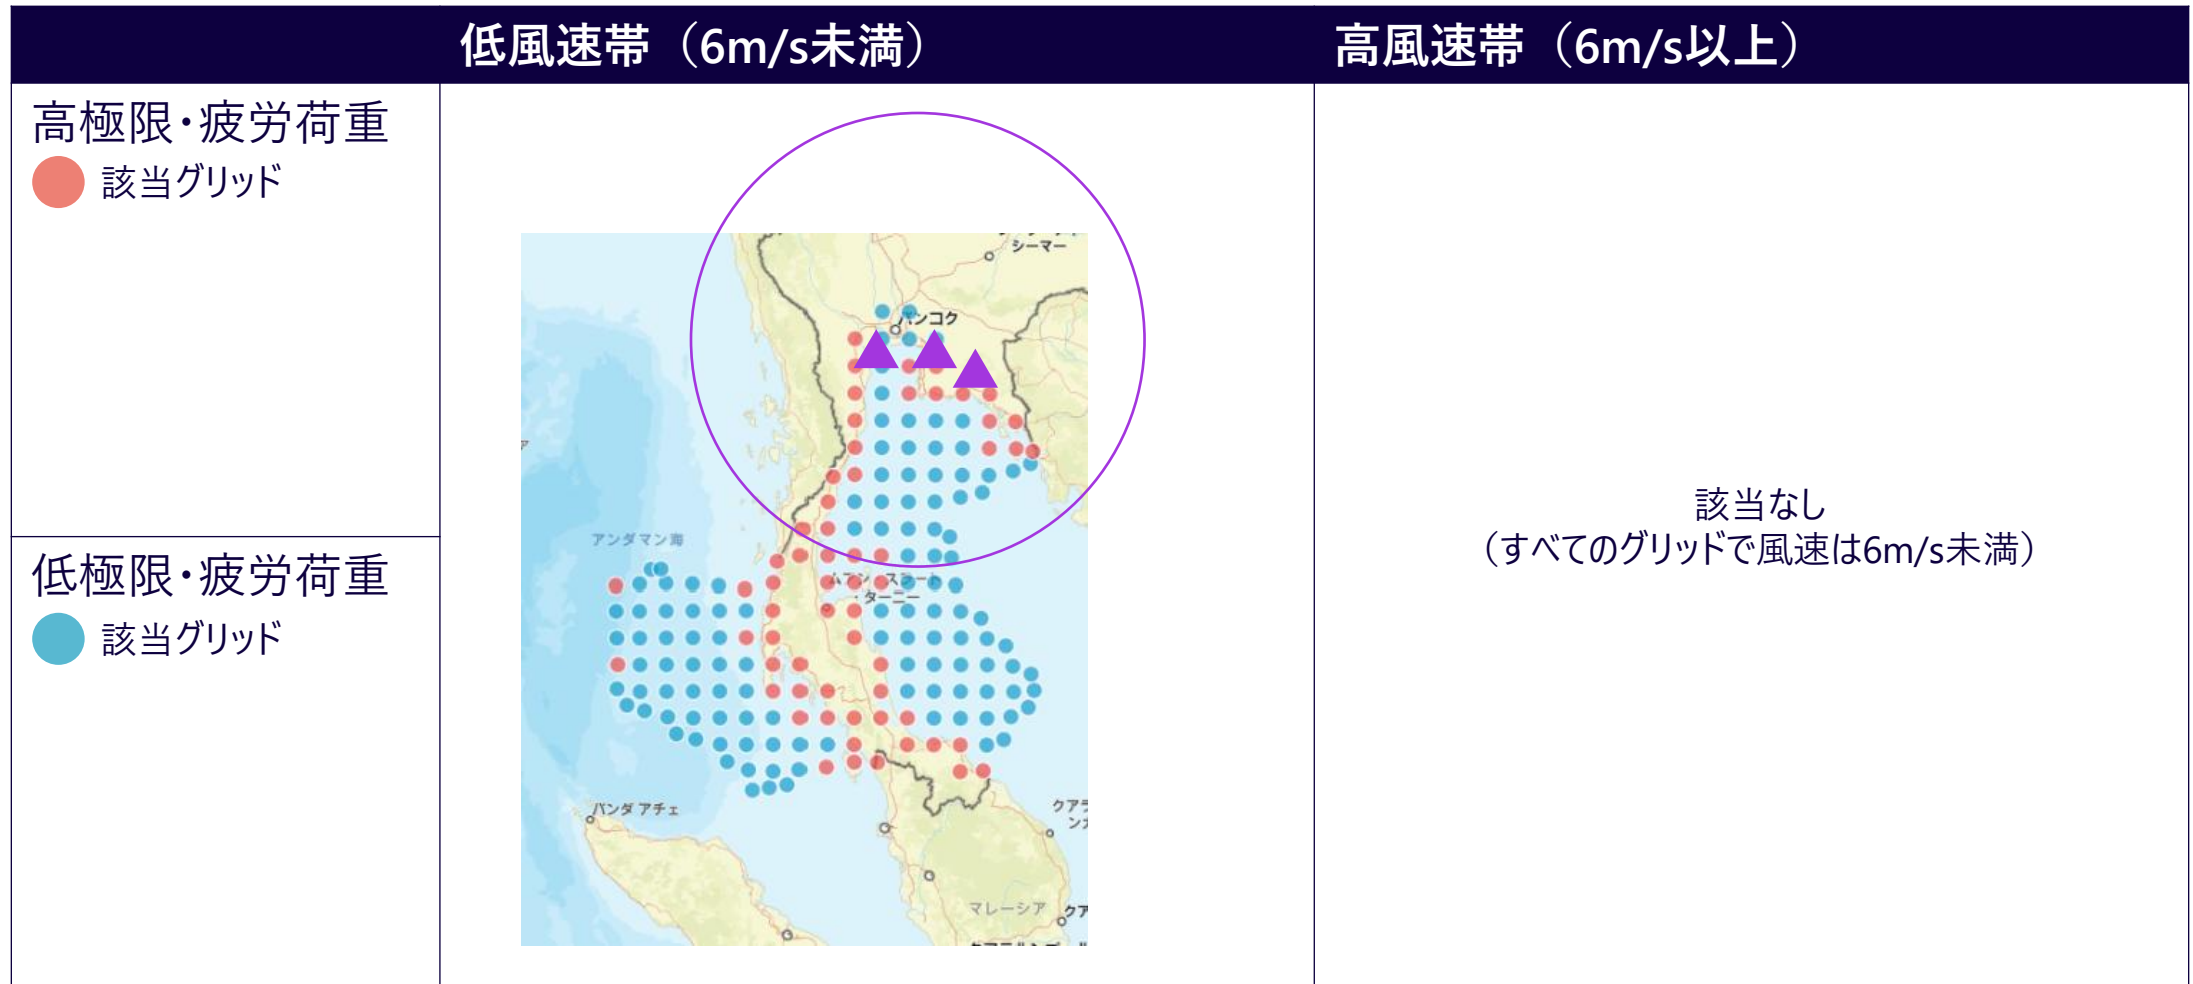 低風速帯（6m/s未満）
高風速帯（6m/s以上）
高極限・疲労荷重
該当グリッド
低極限・疲労荷重
該当グリッド
シーマー
バンコク
アンダマン海
ターニー
バンダ アチェ
マレーシア
該当なし
（すべてのグリッドで風速は6m/s未満）